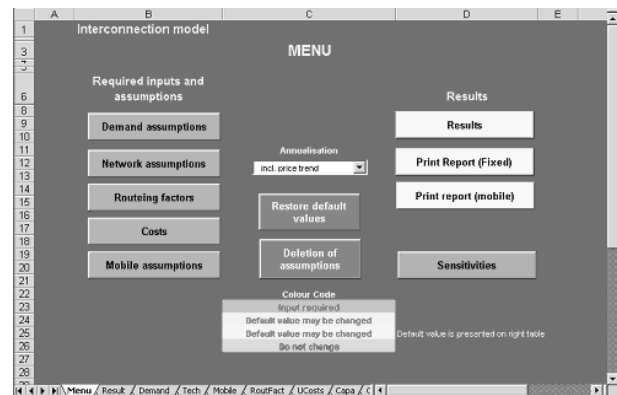 A B C D E
1 Interconnection model
3 MENU
Required inputs and
6 assumptions Results
8
9 Demand assumptions Results
10
11 Annualisation
12 Network assumptions incl. price trend Print Report (Fixed)
13
14 Routeing factors Print report (mobile)
15
16 Restore default
17 Costs values
18
19 Deletion of
20 Mobile assumptions assumptions Sensitivities
21
22 Colour Code
23 Input required
24 Default value may be changed
25 Default value may be changed Default value is presented on right table
26 Do not change
27
28
Menu / Result / Demand / Tech / Mobile / RoutFact / UCosts / Capa / C